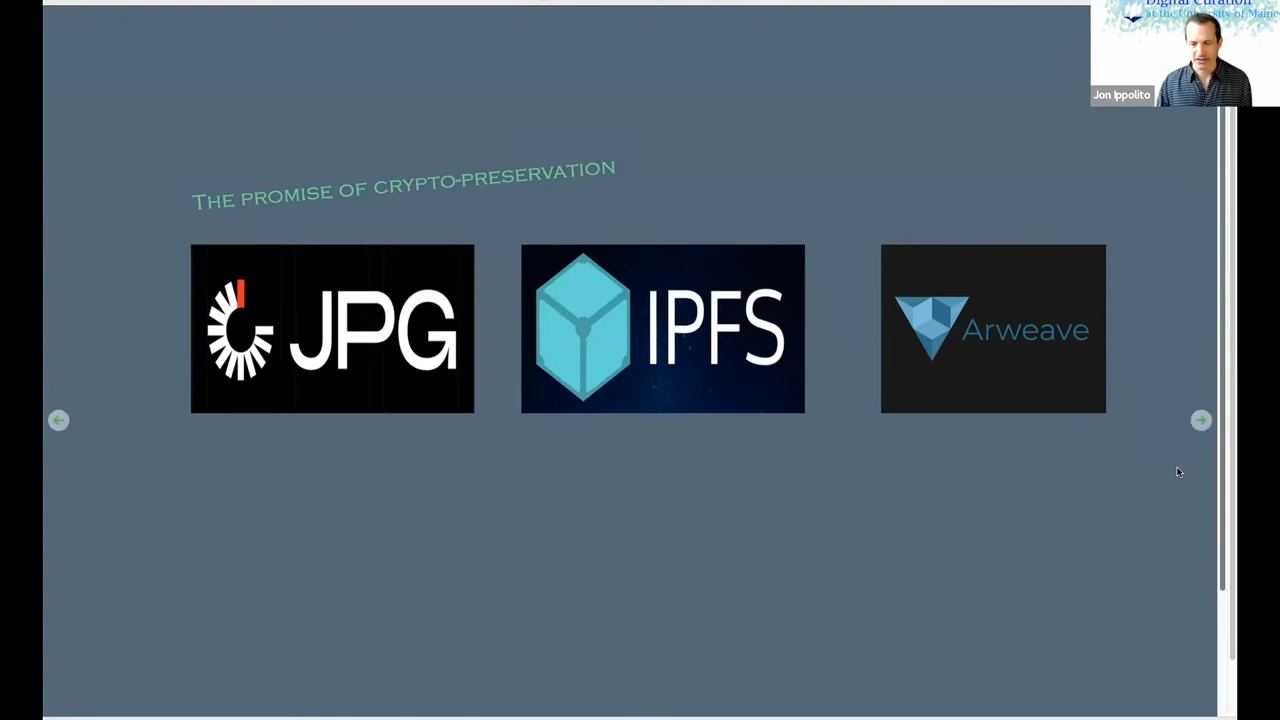 Digital Curation
at the University of Maine
Jon Ippolito
THE PROMISE OF CRYPTO-PRESERVATION
JPG
IPFS
Arweave